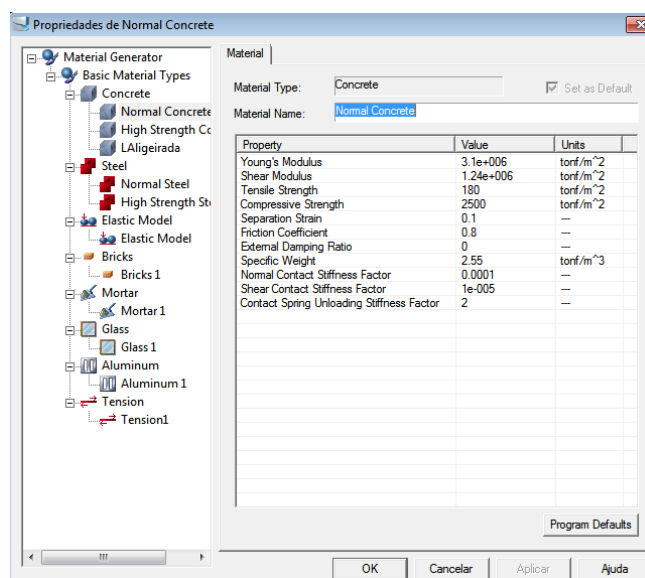 Propriedades de Normal Concrete
Material Generator
Basic Material Types
Concrete
Normal Concrete
High Strength Co
LAligeirada
Steel
Normal Steel
High Strength St
Elastic Model
Elastic Model
Bricks
Bricks 1
Mortar
Mortar 1
Glass
Glass 1
Aluminum
Aluminum 1
Tension
Tension1
Material
Material Type: Concrete Set as Default
Material Name: Normal Concrete
Property Value Units
Young's Modulus 3.1e+006 tonf/m^2
Shear Modulus 1.24e+006 tonf/m^2
Tensile Strength 180 tonf/m^2
Compressive Strength 2500 tonf/m^2
Separation Strain 0.1 ---
Friction Coefficient 0.8 ---
External Damping Ratio 0 ---
Specific Weight 2.55 tonf/m^3
Normal Contact Stiffness Factor 0.0001 ---
Shear Contact Stiffness Factor 1e-005 ---
Contact Spring Unloading Stiffness Factor 2 ---
Program Defaults
OK Cancelar Aplicar Ajuda